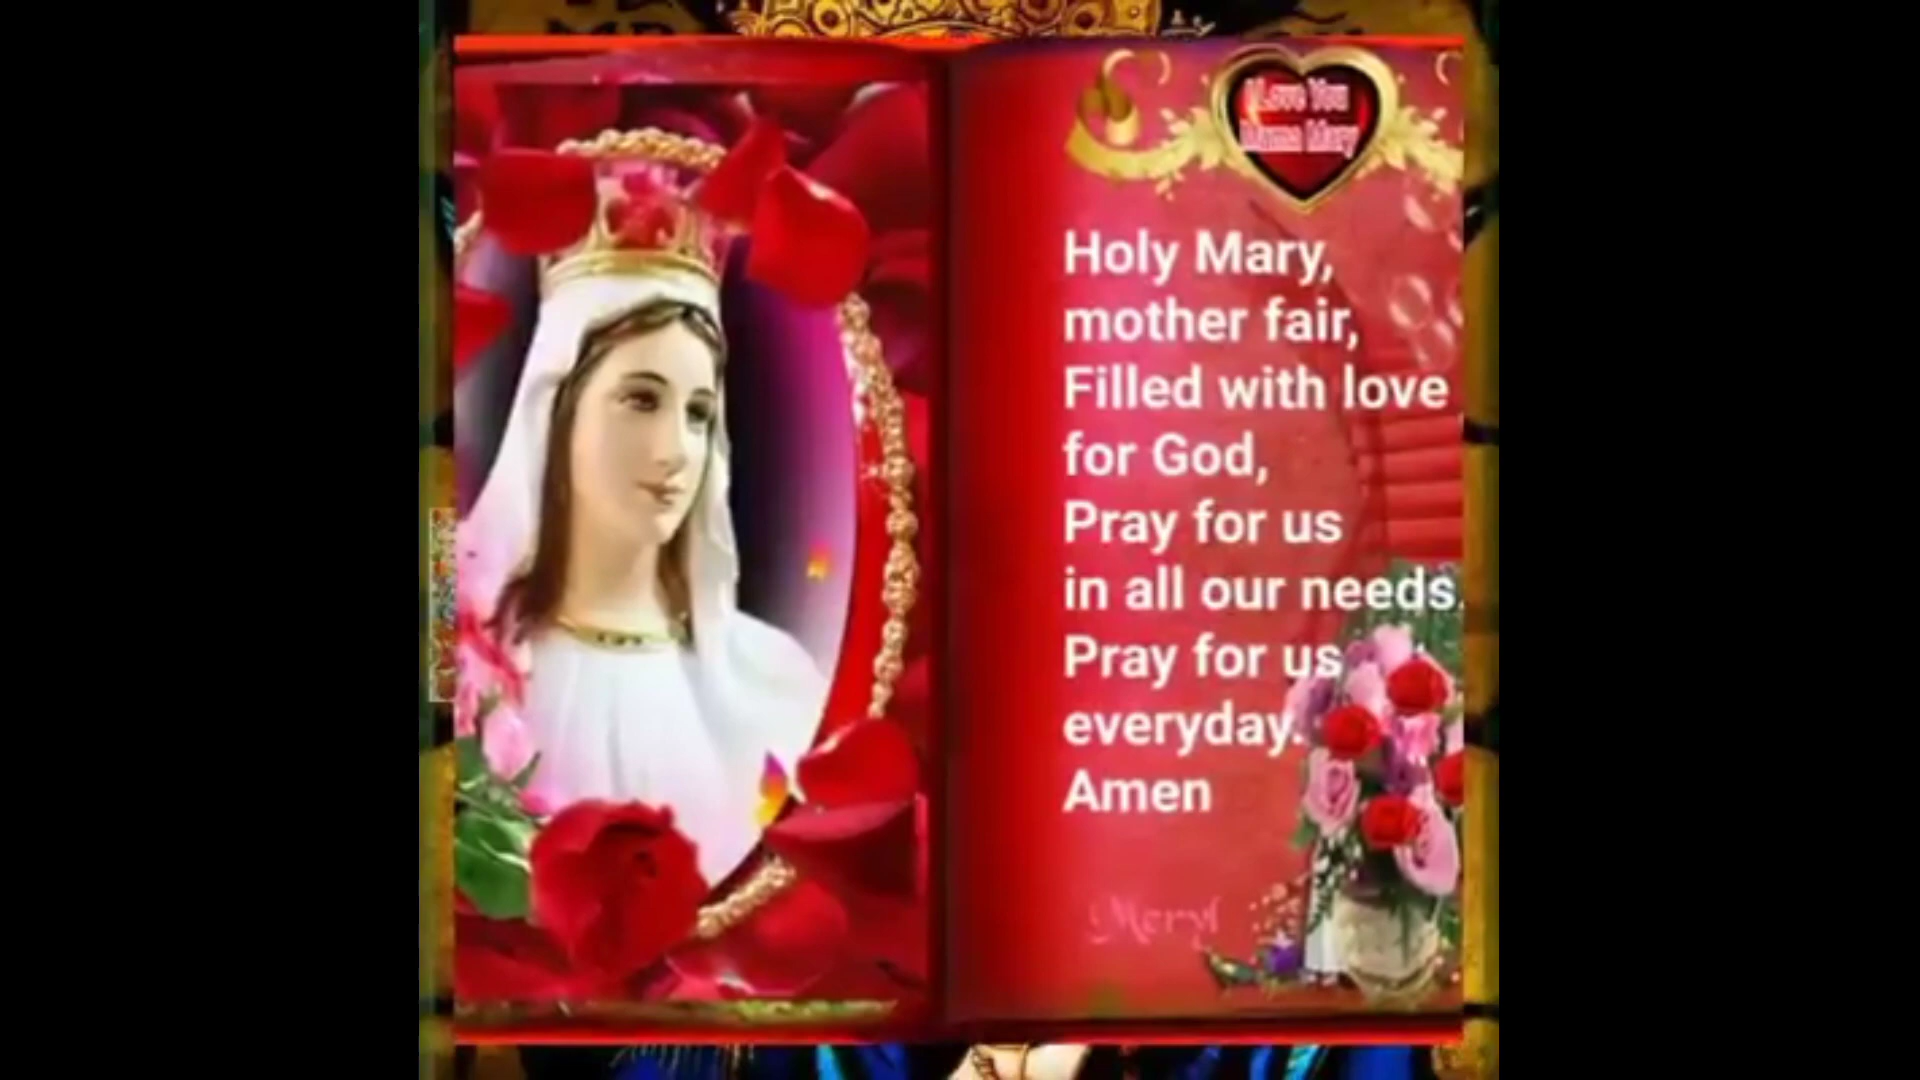 I Love You
Mama Mary
Holy Mary,
mother fair,
Filled with love
for God,
Pray for us
in all our needs.
Pray for us
everyday.
Amen
Meryl